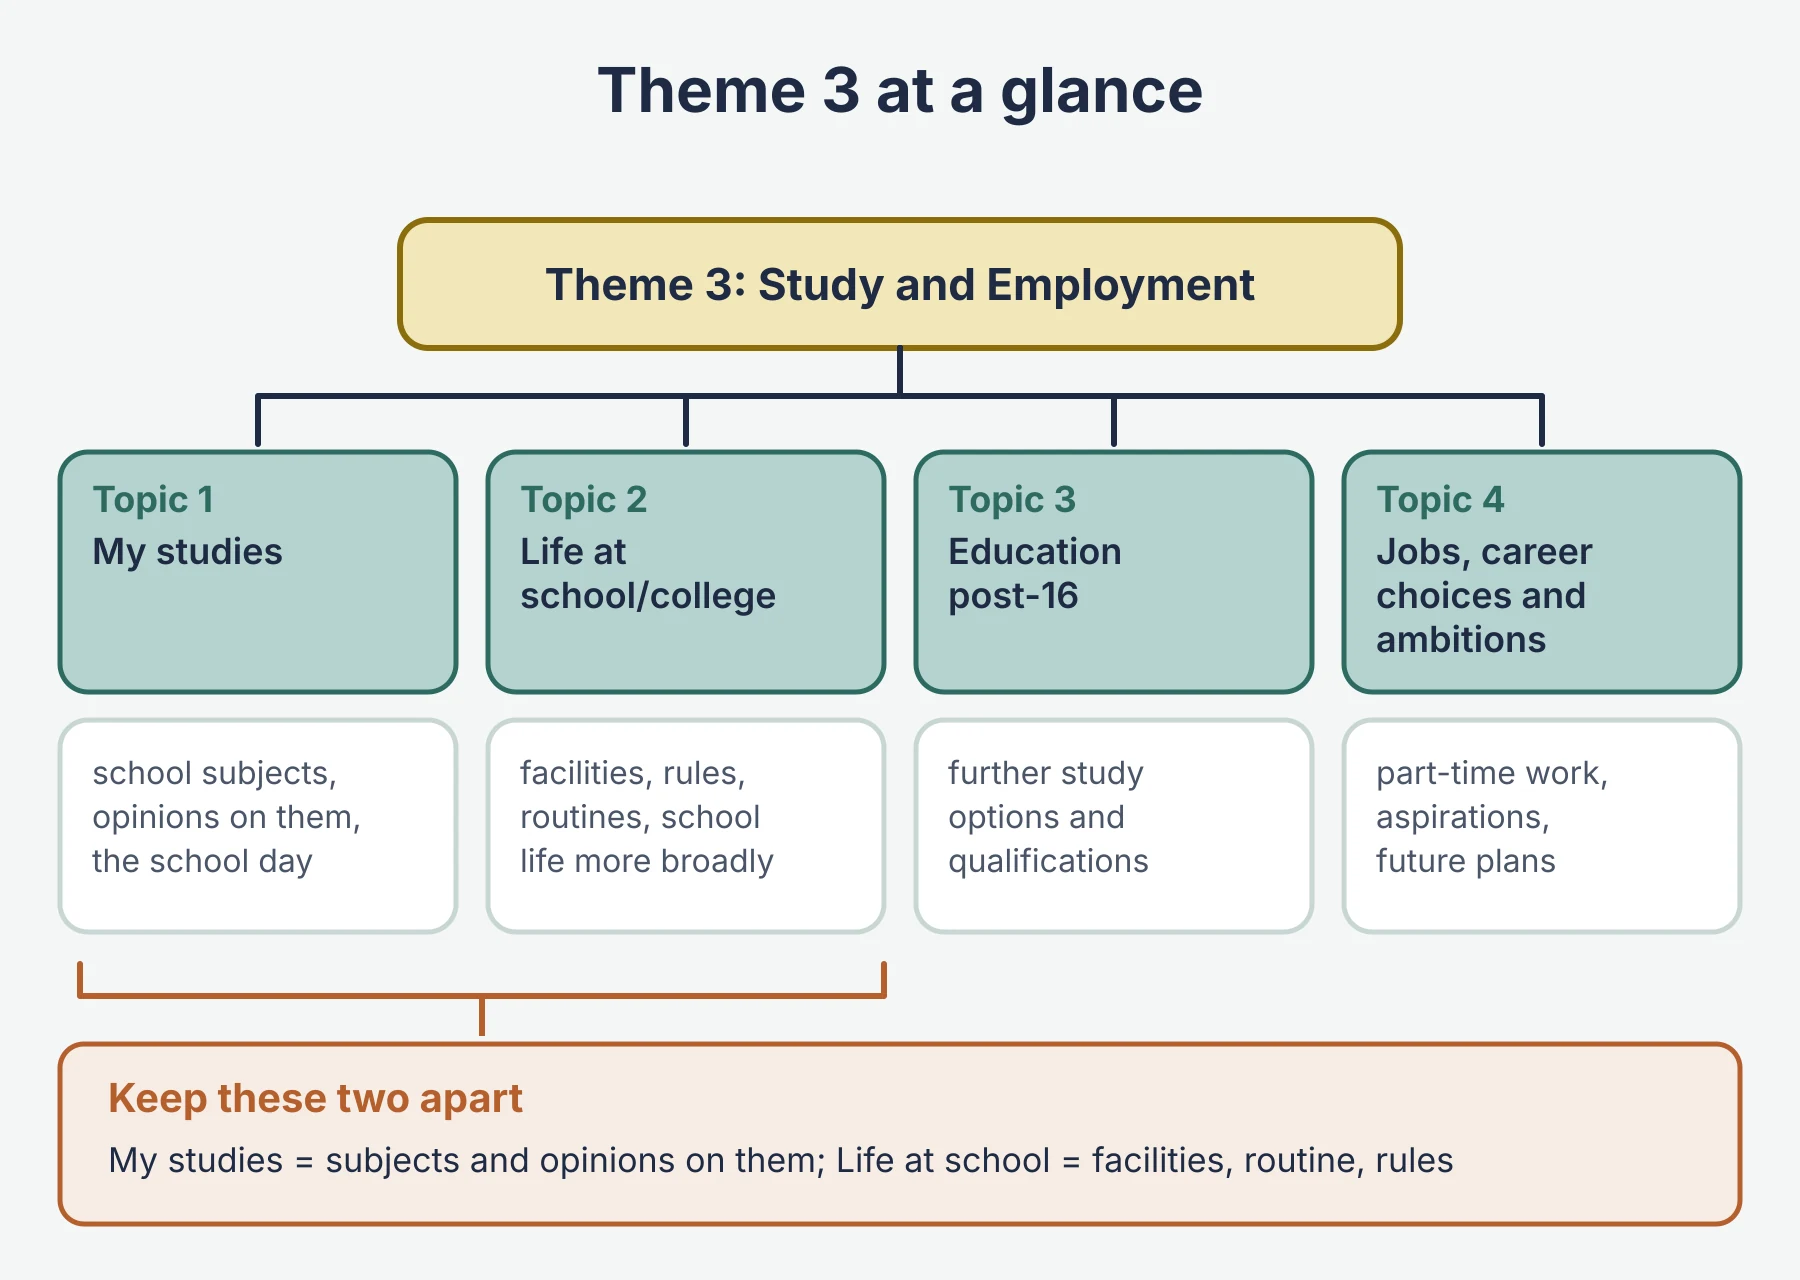 Theme 3 at a glance
Theme 3: Study and Employment
Topic 1
My studies
school subjects,
opinions on them,
the school day
Topic 2
Life at
school/college
facilities, rules,
routines, school
life more broadly
Topic 3
Education
post-16
further study
options and
qualifications
Topic 4
Jobs, career
choices and
ambitions
part-time work,
aspirations,
future plans
Keep these two apart
My studies = subjects and opinions on them; Life at school = facilities, routine, rules